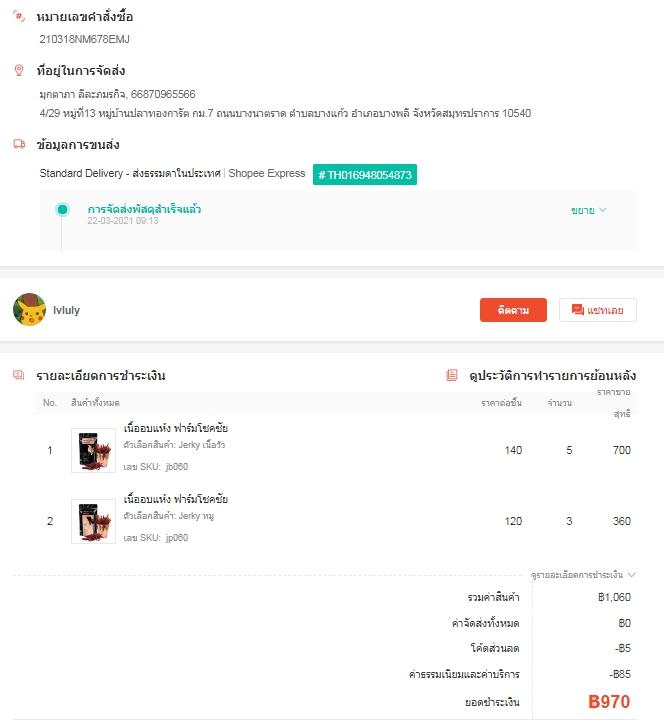 หมายเลขคำสั่งซื้อ
210318NM678EMJ
ที่อยู่ในการจัดส่ง
มุกตาภา ลีละภมรกิจ, 66870965566
4/29 หมู่ที่13 หมู่บ้านปลาทองการัต กม.7 ถนนบางนาตราด ตำบลบางแก้ว อำเภอบางพลี จังหวัดสมุทรปราการ 10540
ข้อมูลการขนส่ง
Standard Delivery - ส่งธรรมดาในประเทศ | Shopee Express # TH016948054873
การจัดส่งพัสดุสำเร็จแล้ว ขยาย
22-03-2021 09:13
lvluly ติดตาม แชทเลย
รายละเอียดการชำระเงิน ดูประวัติการทำรายการย้อนหลัง
No. สินค้าทั้งหมด ราคาต่อชิ้น จำนวน ราคาขายสุทธิ
เนื้ออบแห้ง ฟาร์มโชคชัย
1 ตัวเลือกสินค้า: Jerky เนื้อวัว 140 5 700
เลข SKU: jb060
เนื้ออบแห้ง ฟาร์มโชคชัย
2 ตัวเลือกสินค้า: Jerky หมู 120 3 360
เลข SKU: jp060
ดูรายละเอียดการชำระเงิน
รวมค่าสินค้า ฿1,060
ค่าจัดส่งทั้งหมด ฿0
โค้ดส่วนลด -฿5
ค่าธรรมเนียมและค่าบริการ -฿85
ยอดชำระเงิน ฿970